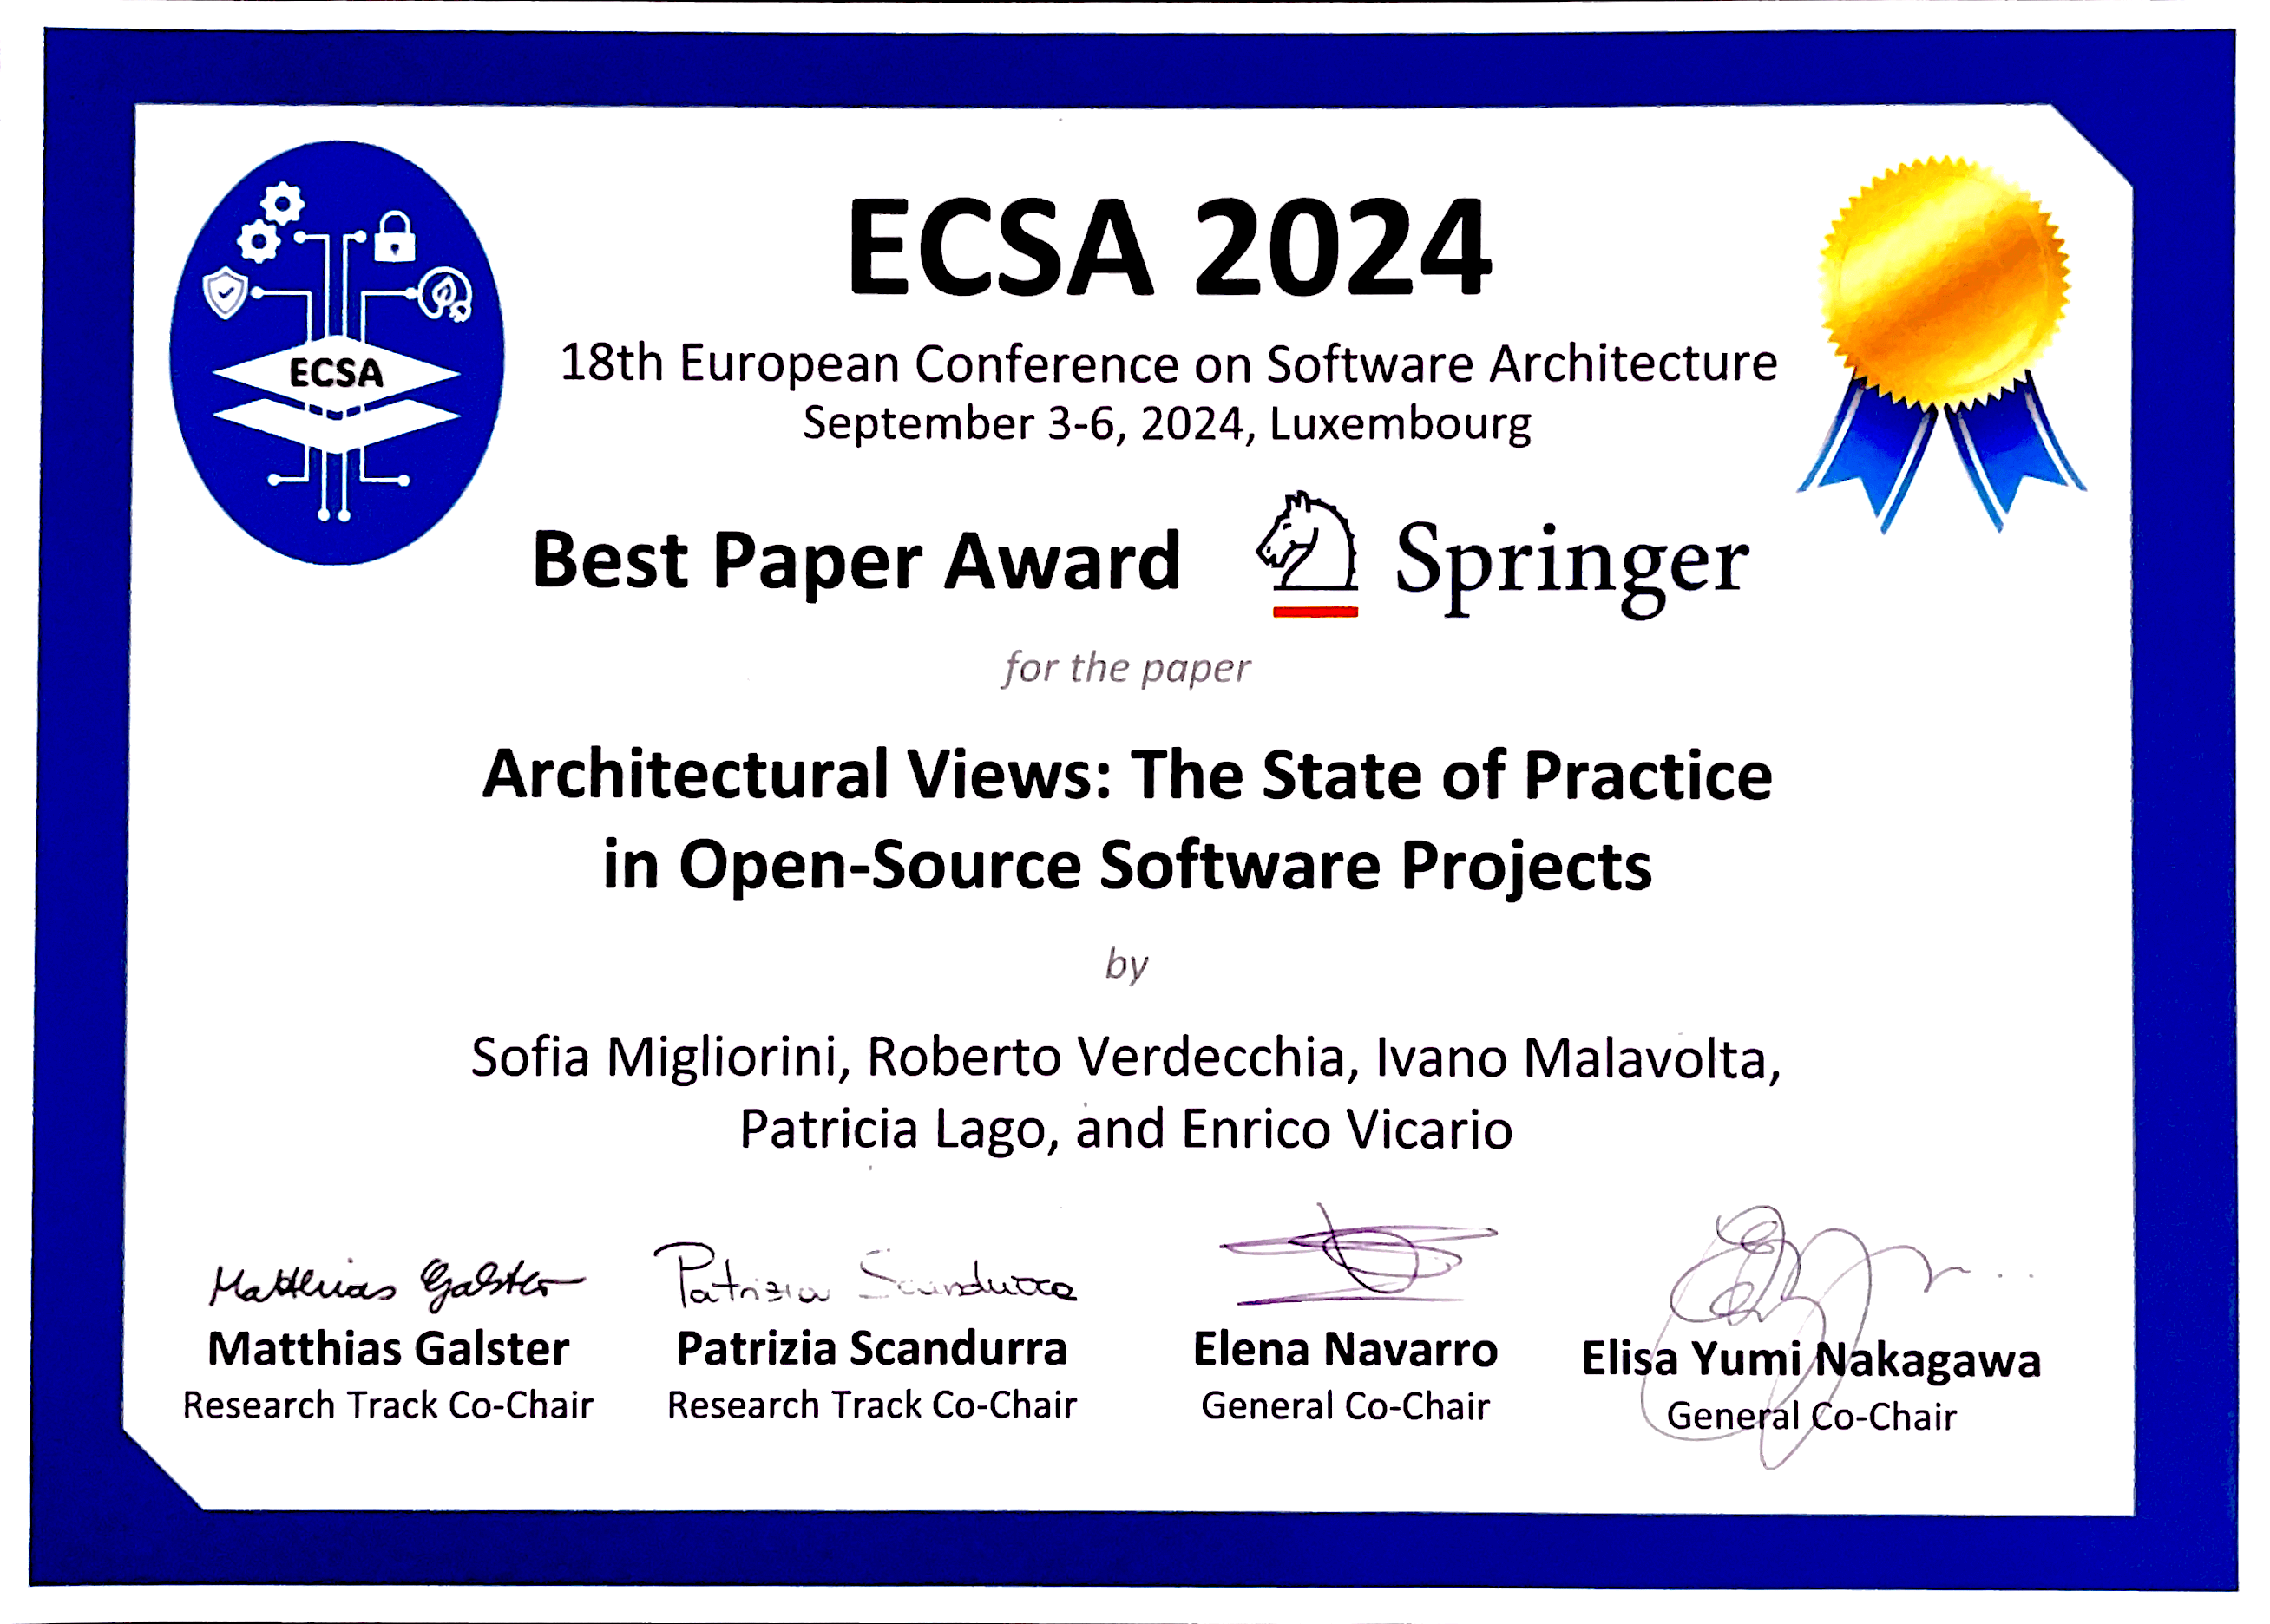 ECSA
ECSA 2024
18th European Conference on Software Architecture
September 3-6, 2024, Luxembourg
Best Paper Award Springer
for the paper
Architectural Views: The State of Practice
in Open-Source Software Projects
by
Sofia Migliorini, Roberto Verdecchia, Ivano Malavolta,
Patricia Lago, and Enrico Vicario
Matthias Galster Patrizia Scandurra
Matthias Galster Patrizia Scandurra Elena Navarro Elisa Yumi Nakagawa
Research Track Co-Chair Research Track Co-Chair General Co-Chair General Co-Chair